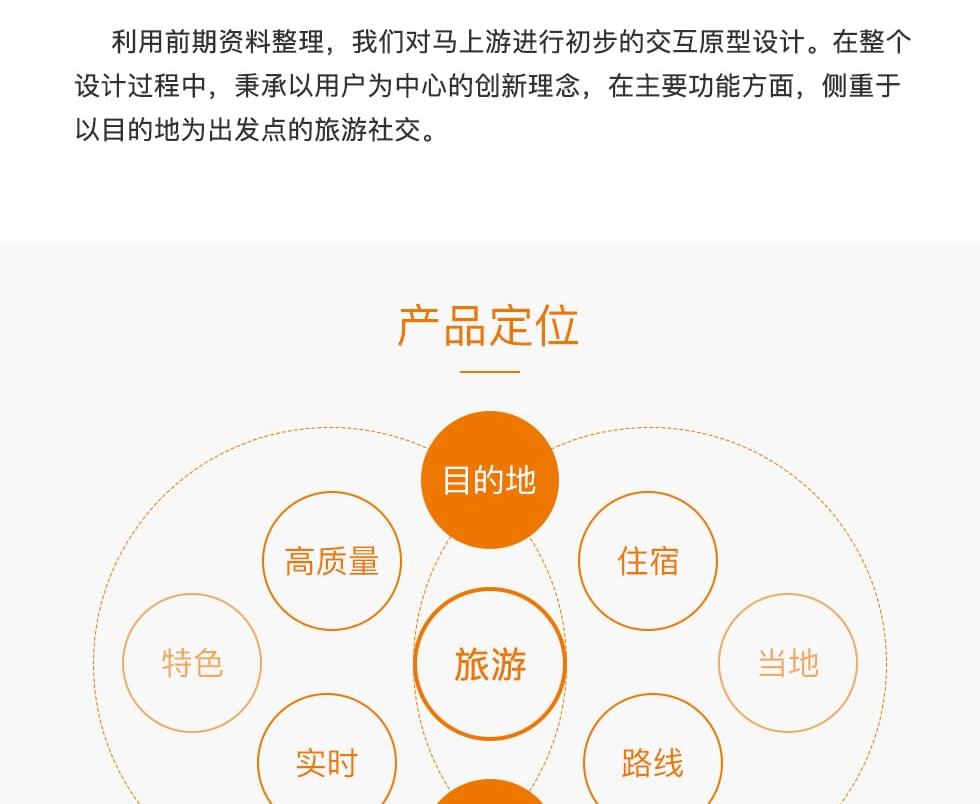 利用前期资料整理，我们对马上游进行初步的交互原型设计。在整个
设计过程中，秉承以用户为中心的创新理念，在主要功能方面，侧重于
以目的地为出发点的旅游社交。
产品定位
目的地
高质量
住宿
特色
旅游
当地
实时
路线